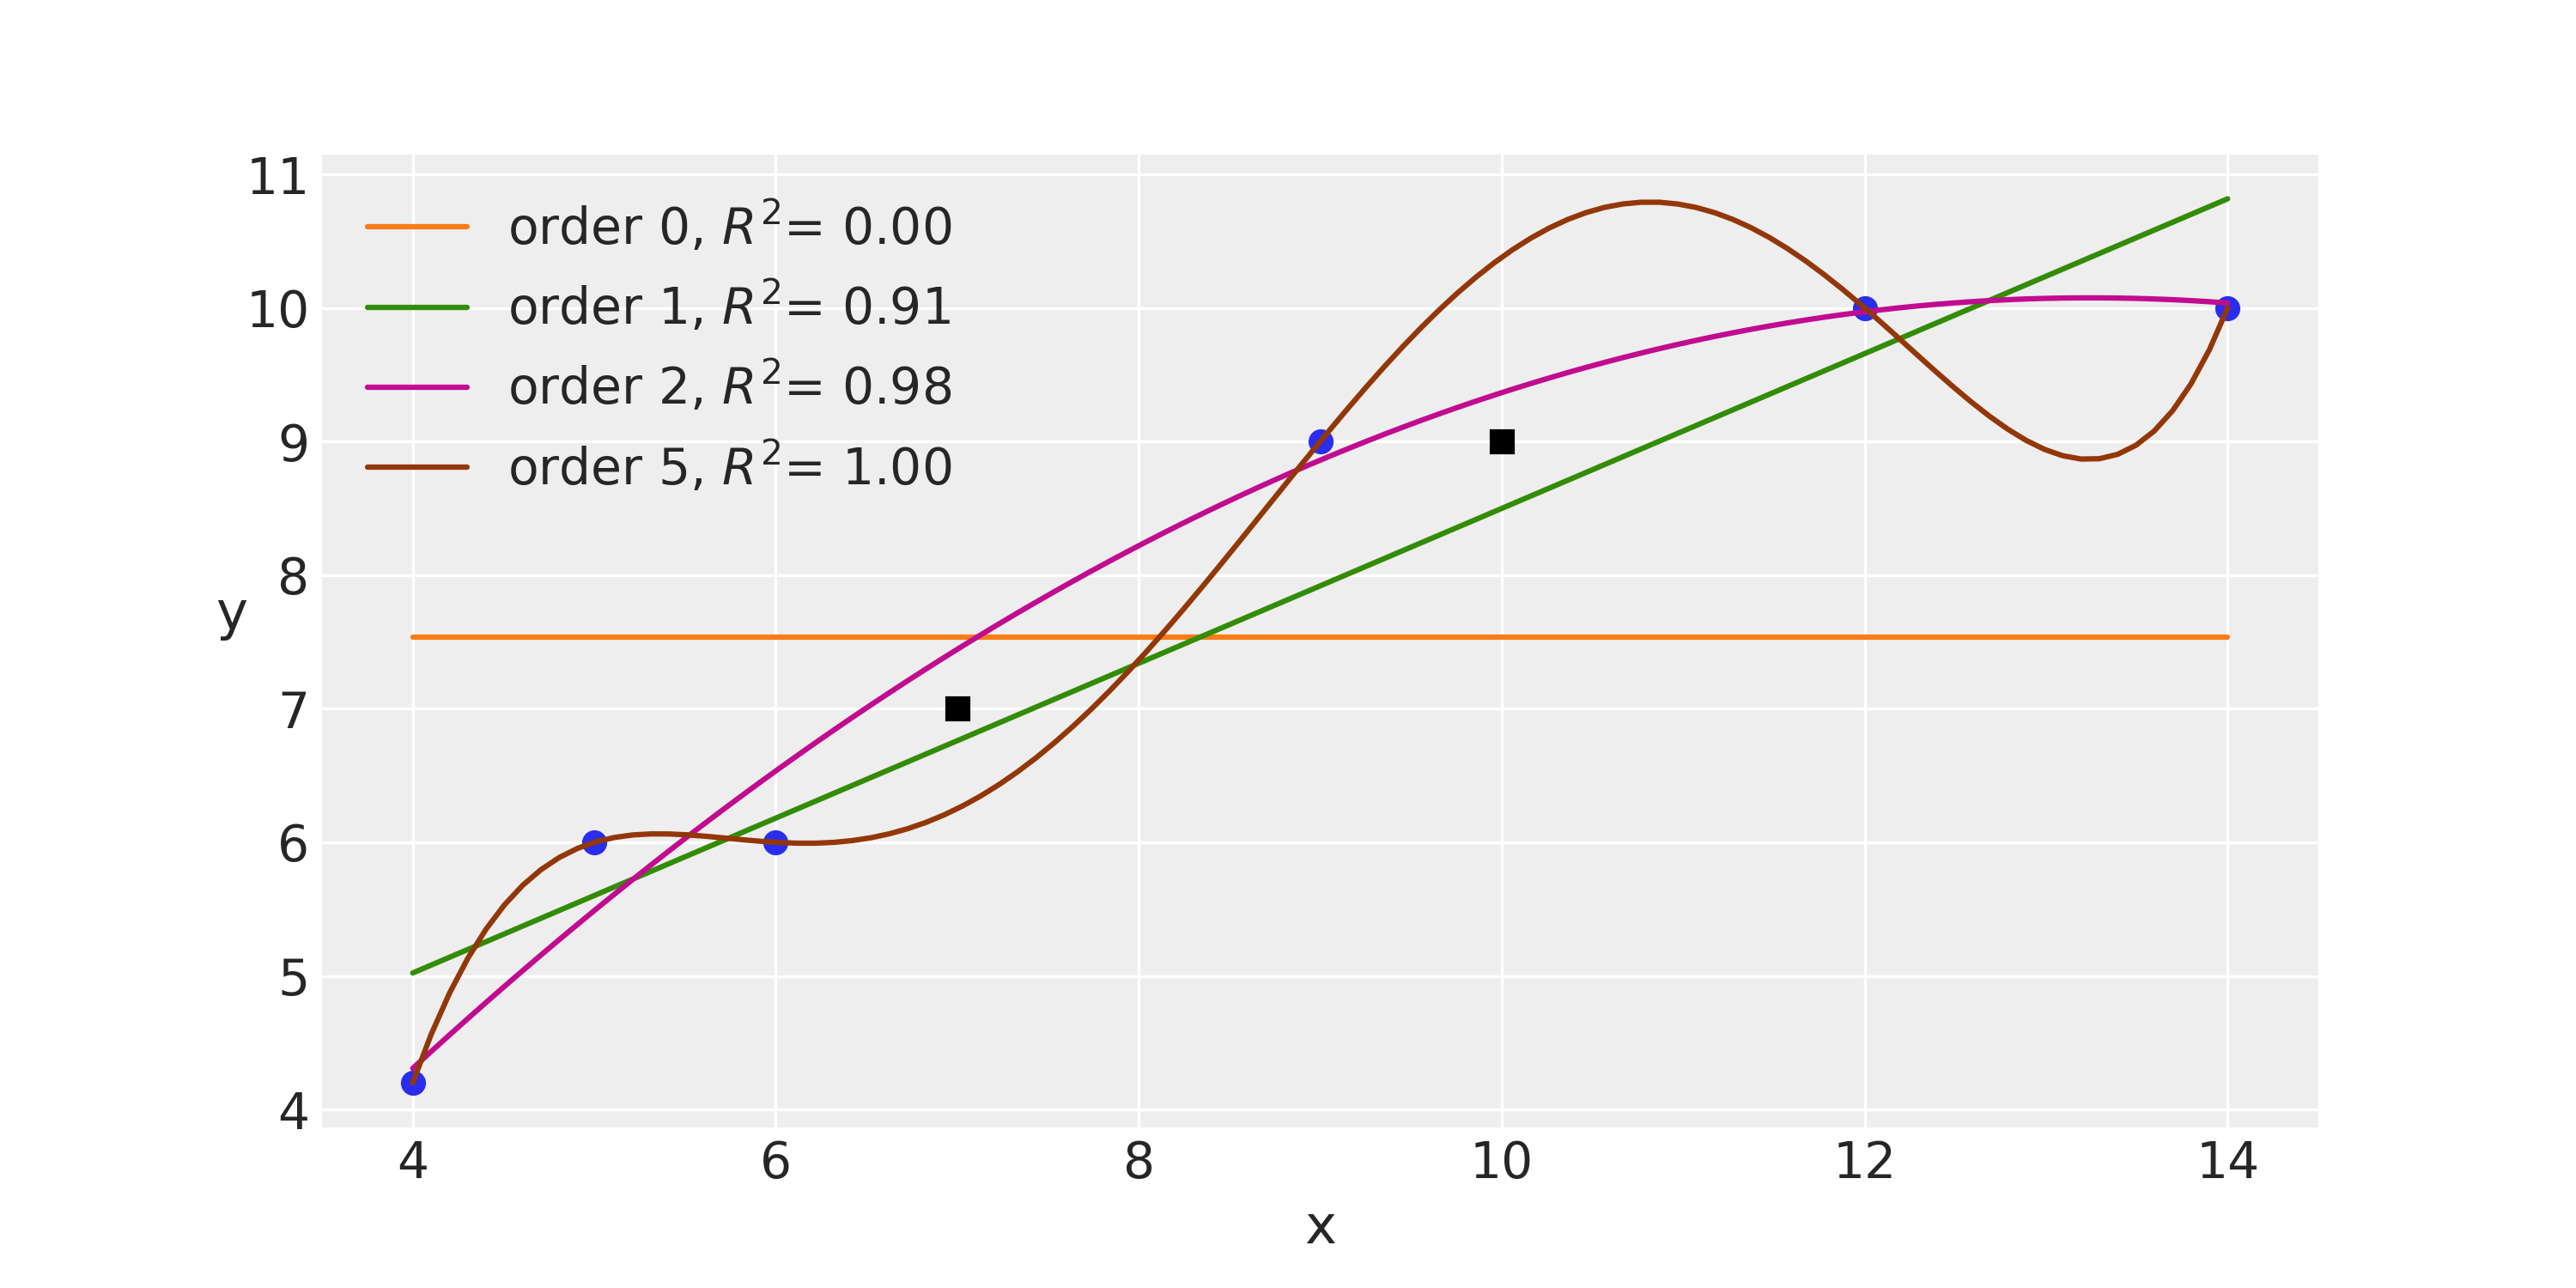 11
10
9
8
7
6
5
4
y
order 0, R²= 0.00
order 1, R²= 0.91
order 2, R²= 0.98
order 5, R²= 1.00
4 6 8 10 12 14
x